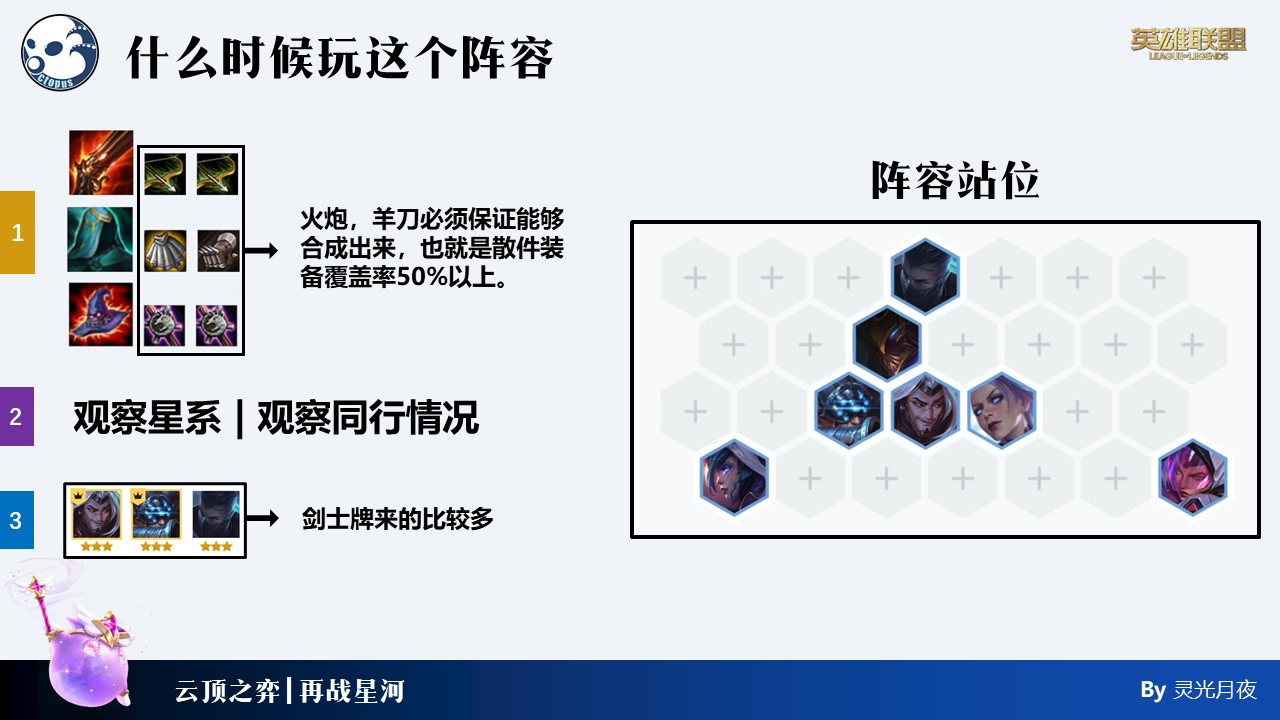 什么时候玩这个阵容
英雄联盟
LEAGUE OF LEGENDS
ctopus
1
火炮，羊刀必须保证能够
合成出来，也就是散件装
备覆盖率50%以上。
阵容站位
2
观察星系 | 观察同行情况
3
剑士牌来的比较多
云顶之弈|再战星河
By 灵光月夜